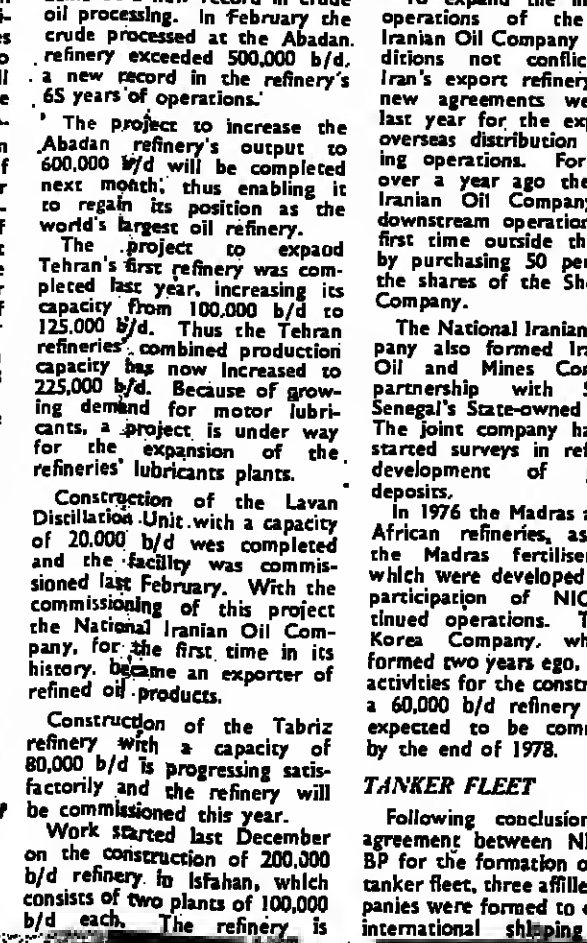 oil processing. In February the
crude processed at the Abadan
refinery exceeded 500,000 b/d,
a new record in the refinery's
65 years of operations.
The project to increase the
Abadan refinery's output to
600,000 b/d will be completed
next month, thus enabling it
to regain its position as the
world's largest oil refinery.
The project to expaod
Tehran's first refinery was com-
pleted last year, increasing its
capacity from 100,000 b/d to
125,000 b/d. Thus the Tehran
refineries' combined production
capacity has now Increased to
225,000 b/d. Because of grow-
ing demand for motor lubri-
cants, a project is under way
for the expansion of the
refineries' lubricants plants.
Construction of the Lavan
Distillation Unit with a capacity
of 20,000 b/d wes completed
and the facility was commis-
sioned last February. With the
commissioning of this project
the National Iranian Oil Com-
pany, for the first time in its
history, became an exporter of
refined oil products.
Construction of the Tabriz
refinery with a capacity of
80,000 b/d is progressing satis-
factorily and the refinery will
be commissioned this year.
Work started last December
on the construction of 200,000
b/d refinery in Isfahan, which
consists of two plants of 100,000
b/d each. The refinery is
operations of the
Iranian Oil Company
ditions not conflic
Iran's export refinery
new agreements we
last year for the exp
overseas distribution
ing operations. For
over a year ago the
Iranian Oil Company
downstream operation
first time outside th
by purchasing 50 per
the shares of the Sh
Company.
The National Iranian
pany also formed Ira
Oil and Mines Co
partnership with S
Senegal's State-owned
The joint company ha
started surveys in ref
development of
deposits.
In 1976 the Madras a
African refineries, as
the Madras fertiliser
which were developed
participation of NIO
tinued operations. T
Korea Company, wh
formed two years ego,
activities for the constr
a 60,000 b/d refinery
expected to be com
by the end of 1978.
TANKER FLEET
Following conclusion
agreement between NI
BP for the formation o
tanker fleet, three affile
panies were formed to
international shipping